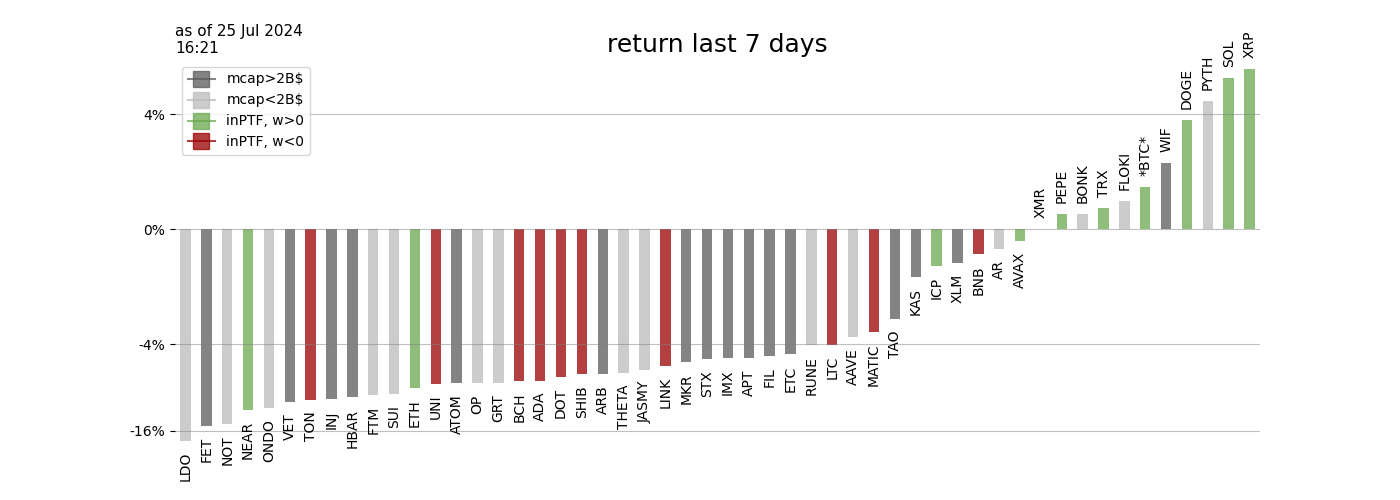 as of 25 Jul 2024
16:21
return last 7 days
mcap>2B$
mcap<2B$
inPTF, w>0
inPTF, w<0
4%
0%
-4%
-16%
LDO
FET
NOT
NEAR
ONDO
VET
TON
INJ
HBAR
FTM
SUI
ETH
UNI
ATOM
OP
GRT
BCH
ADA
DOT
SHIB
ARB
THETA
JASMY
LINK
MKR
STX
IMX
APT
FIL
ETC
RUNE
LTC
AAVE
MATIC
TAO
KAS
ICP
XLM
BNB
AR
AVAX
XMR
PEPE
BONK
TRX
FLOKI
*BTC*
WIF
DOGE
PYTH
SOL
XRP